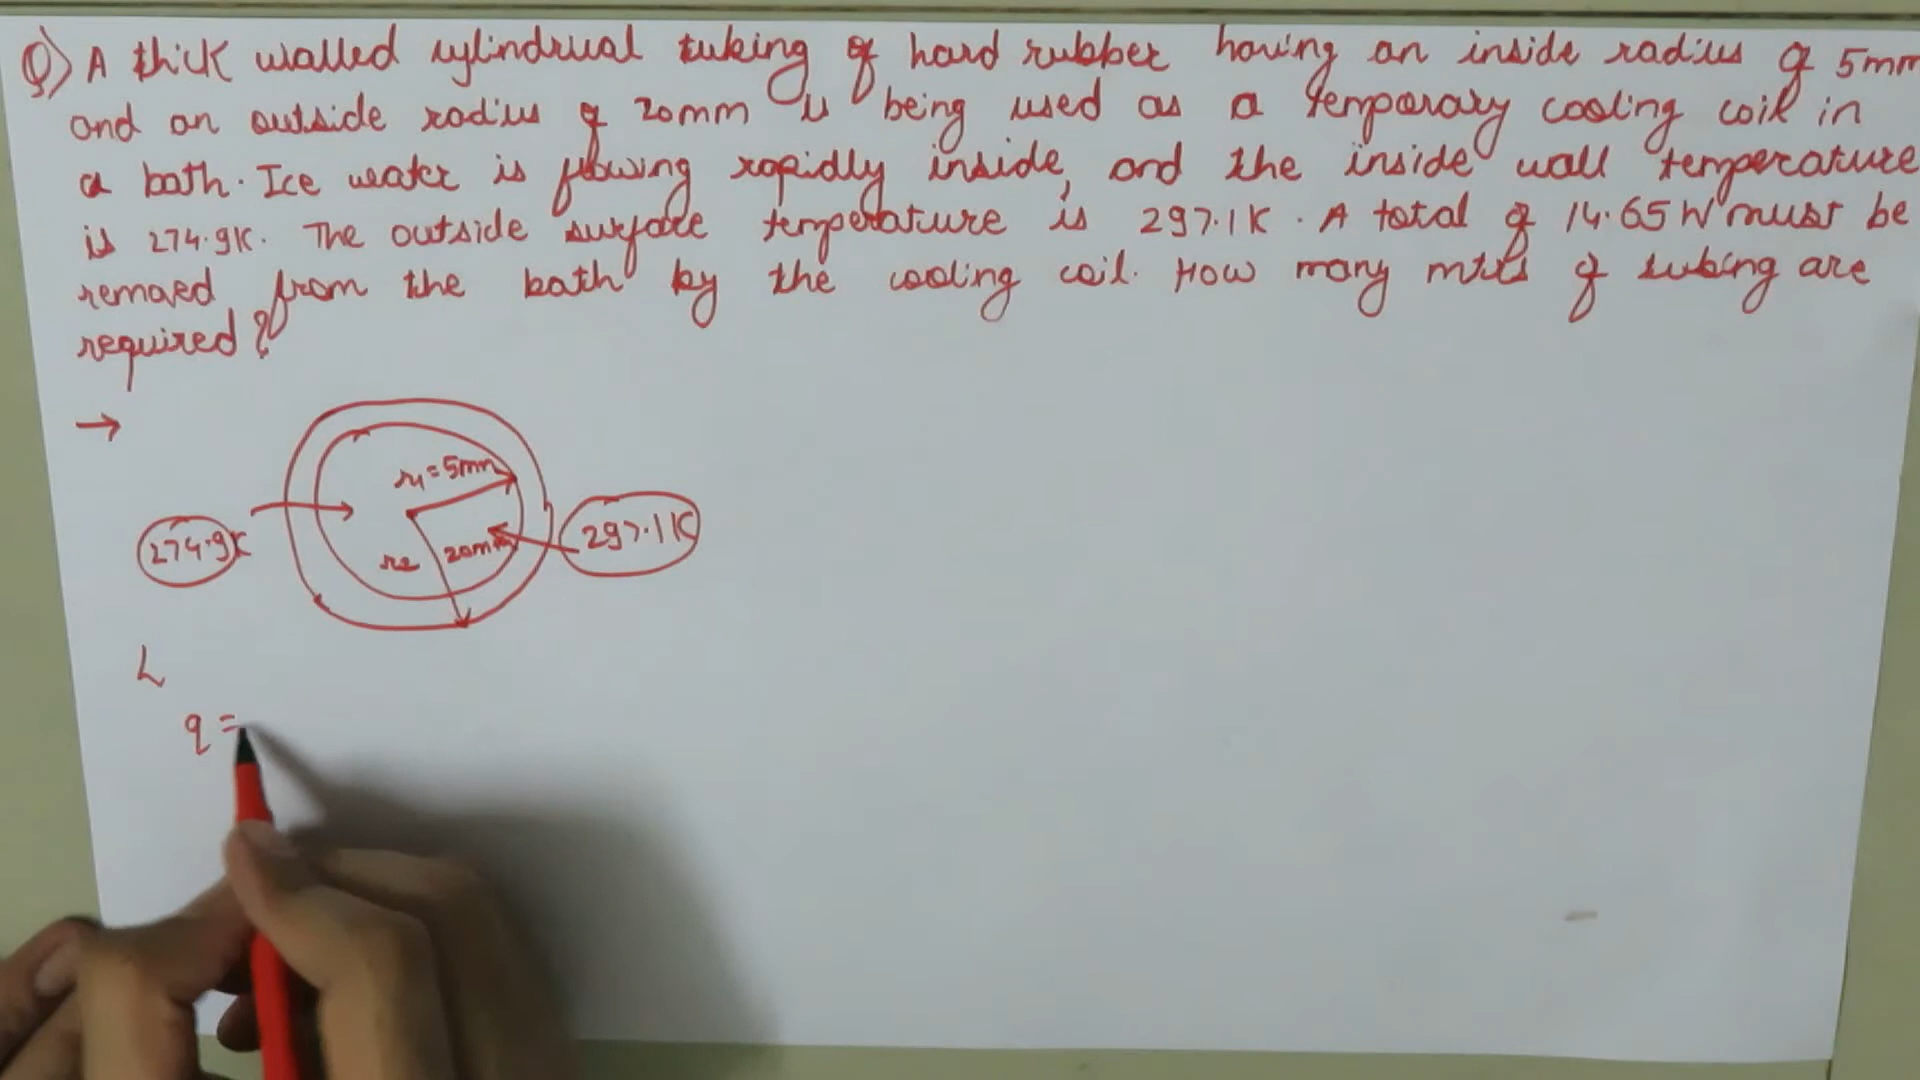 Q) A thick walled cylindrical tubing of hard rubber having an inside radius of 5mm
and an outside radius of 20mm is being used as a temporary cooling coil in
a bath. Ice water is flowing rapidly inside, and the inside wall temperature
is 274.9K. The outside surface temperature is 297.1K. A total of 14.65W must be
removed from the bath by the cooling coil. How many mtrs of tubing are
required?
→
r1 = 5mm
274.9K
297.1K
r2 20mm
L
q =